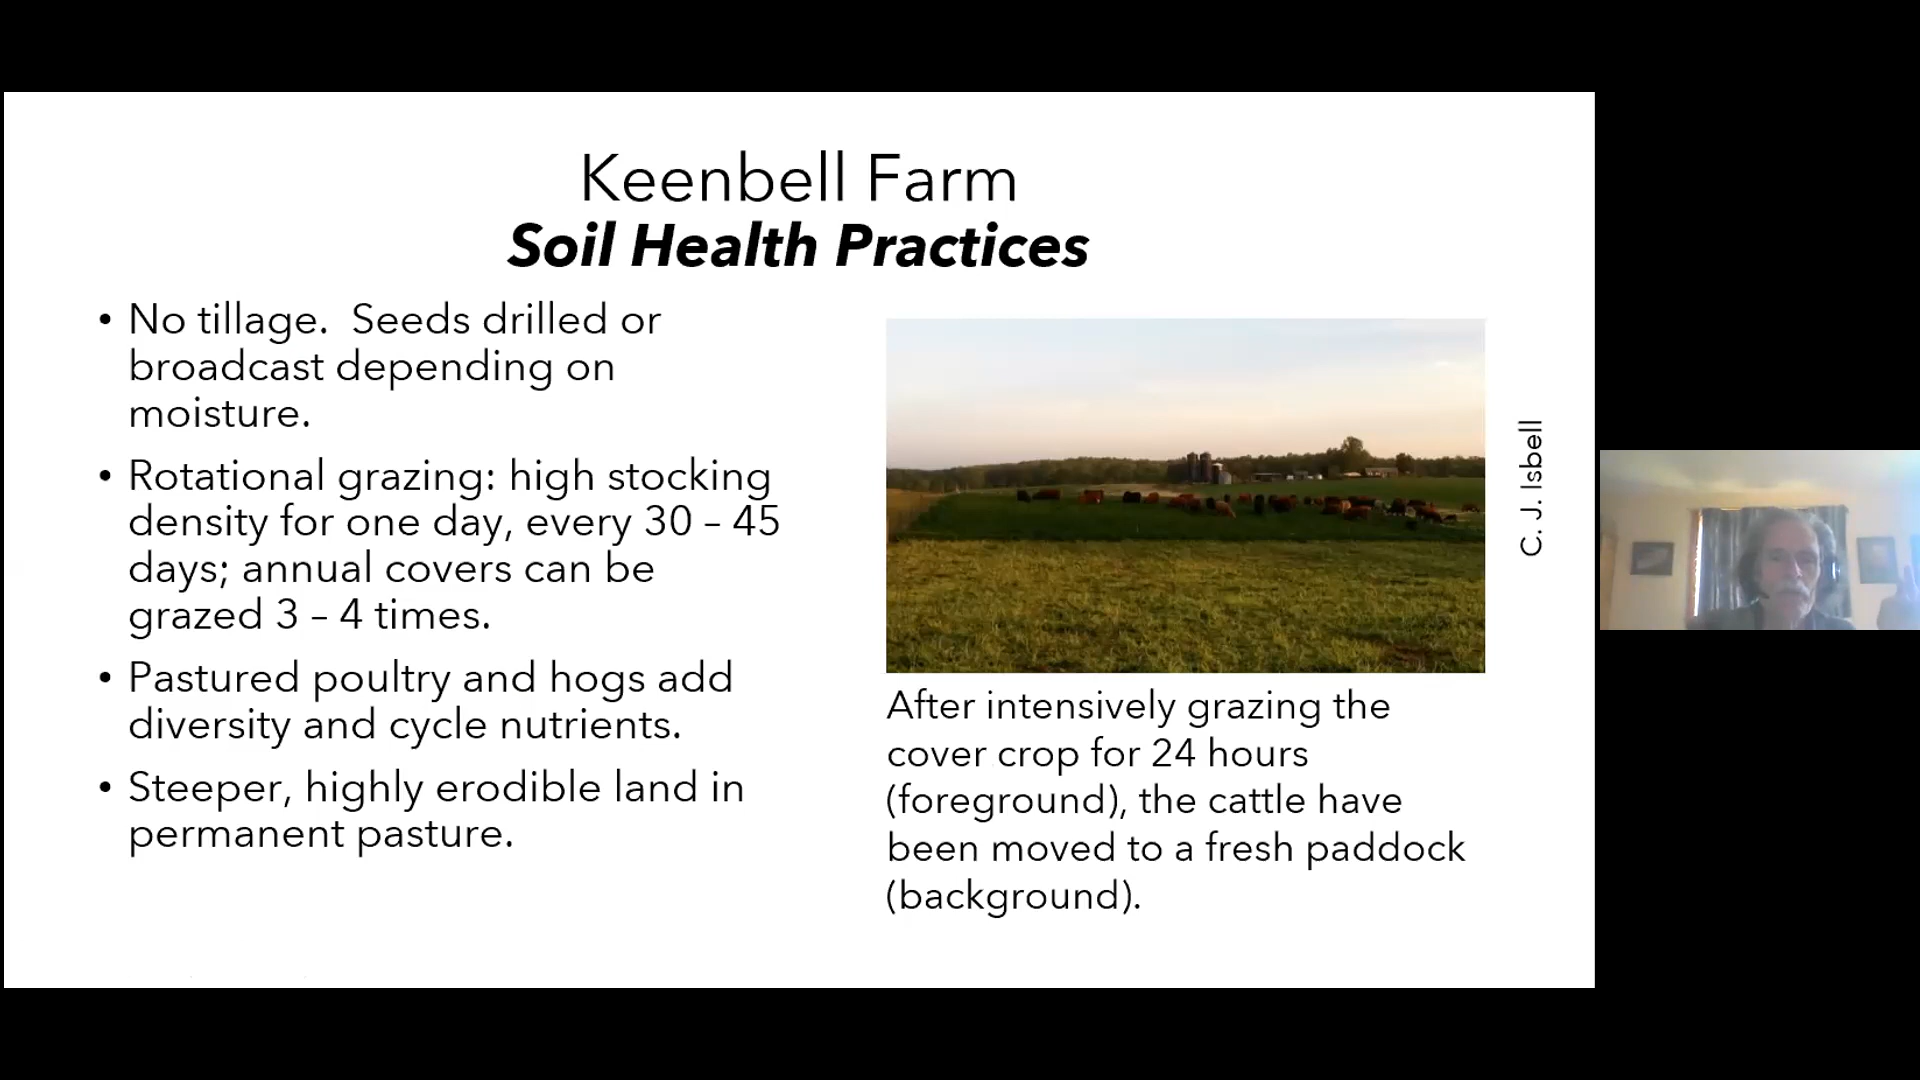 Keenbell Farm
Soil Health Practices
• No tillage.  Seeds drilled or
broadcast depending on
moisture.
• Rotational grazing: high stocking
density for one day, every 30 – 45
days; annual covers can be
grazed 3 – 4 times.
• Pastured poultry and hogs add
diversity and cycle nutrients.
• Steeper, highly erodible land in
permanent pasture.
C. J. Isbell
After intensively grazing the
cover crop for 24 hours
(foreground), the cattle have
been moved to a fresh paddock
(background).